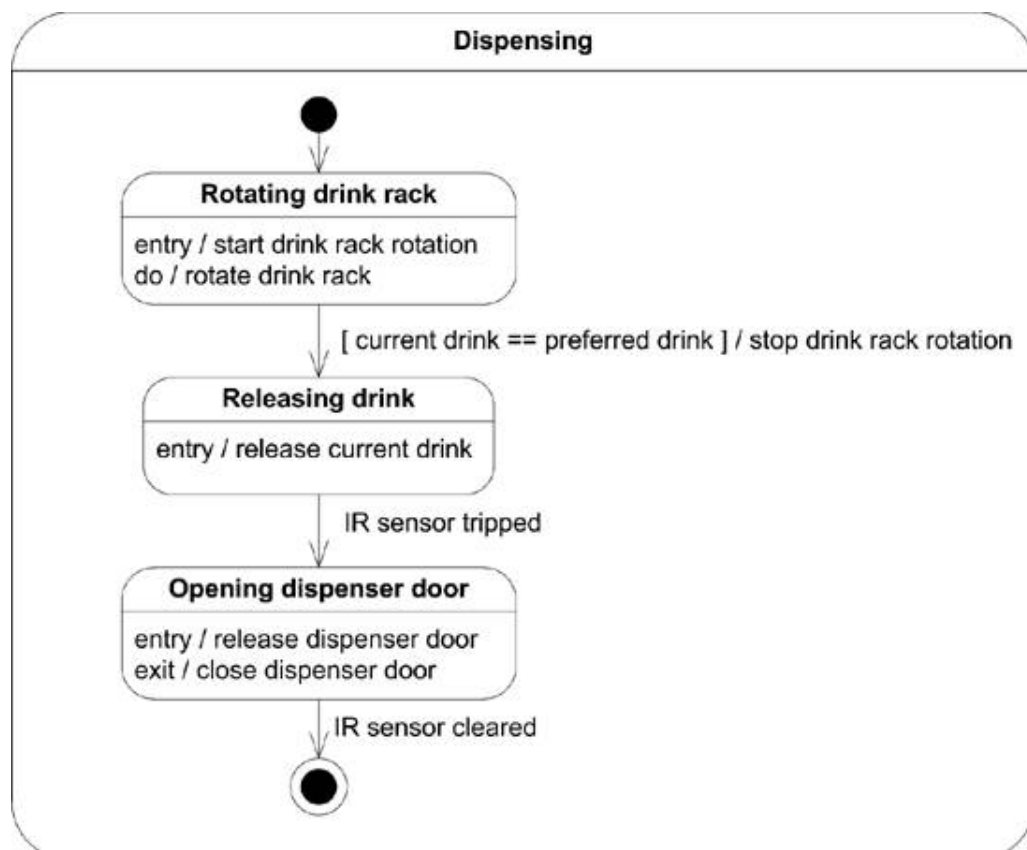 Dispensing
Rotating drink rack
entry / start drink rack rotation
do / rotate drink rack
[ current drink == preferred drink ] / stop drink rack rotation
Releasing drink
entry / release current drink
IR sensor tripped
Opening dispenser door
entry / release dispenser door
exit / close dispenser door
IR sensor cleared